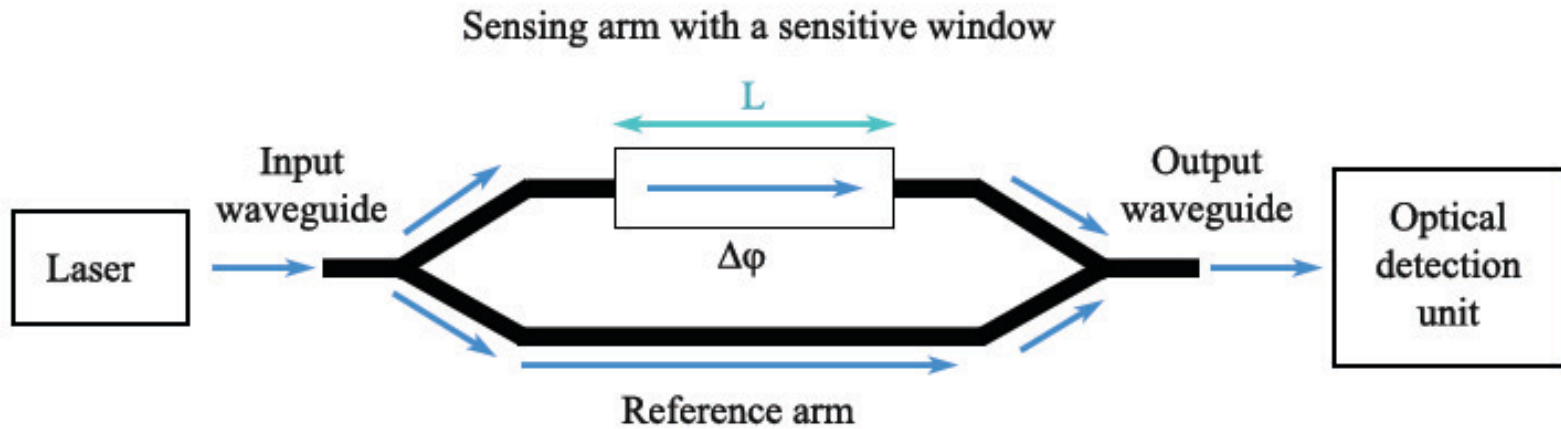 Sensing arm with a sensitive window
L
Input
waveguide
Output
waveguide
Laser
Δφ
Optical
detection
unit
Reference arm